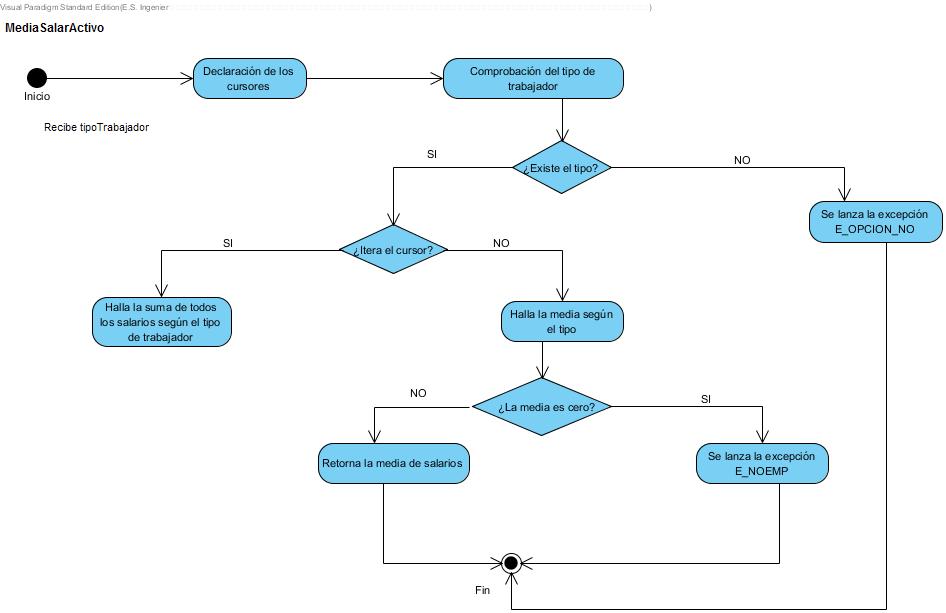 Visual Paradigm Standard Edition(E.S. Ingenier
)
MediaSalarActivo
Inicio
Recibe tipoTrabajador
Declaración de los
cursores
Comprobación del tipo de
trabajador
¿Existe el tipo?
SI
NO
Se lanza la excepción
E_OPCION_NO
¿Itera el cursor?
SI
NO
Halla la suma de todos
los salarios según el tipo
de trabajador
Halla la media según
el tipo
¿La media es cero?
NO
SI
Retorna la media de salarios
Se lanza la excepción
E_NOEMP
Fin